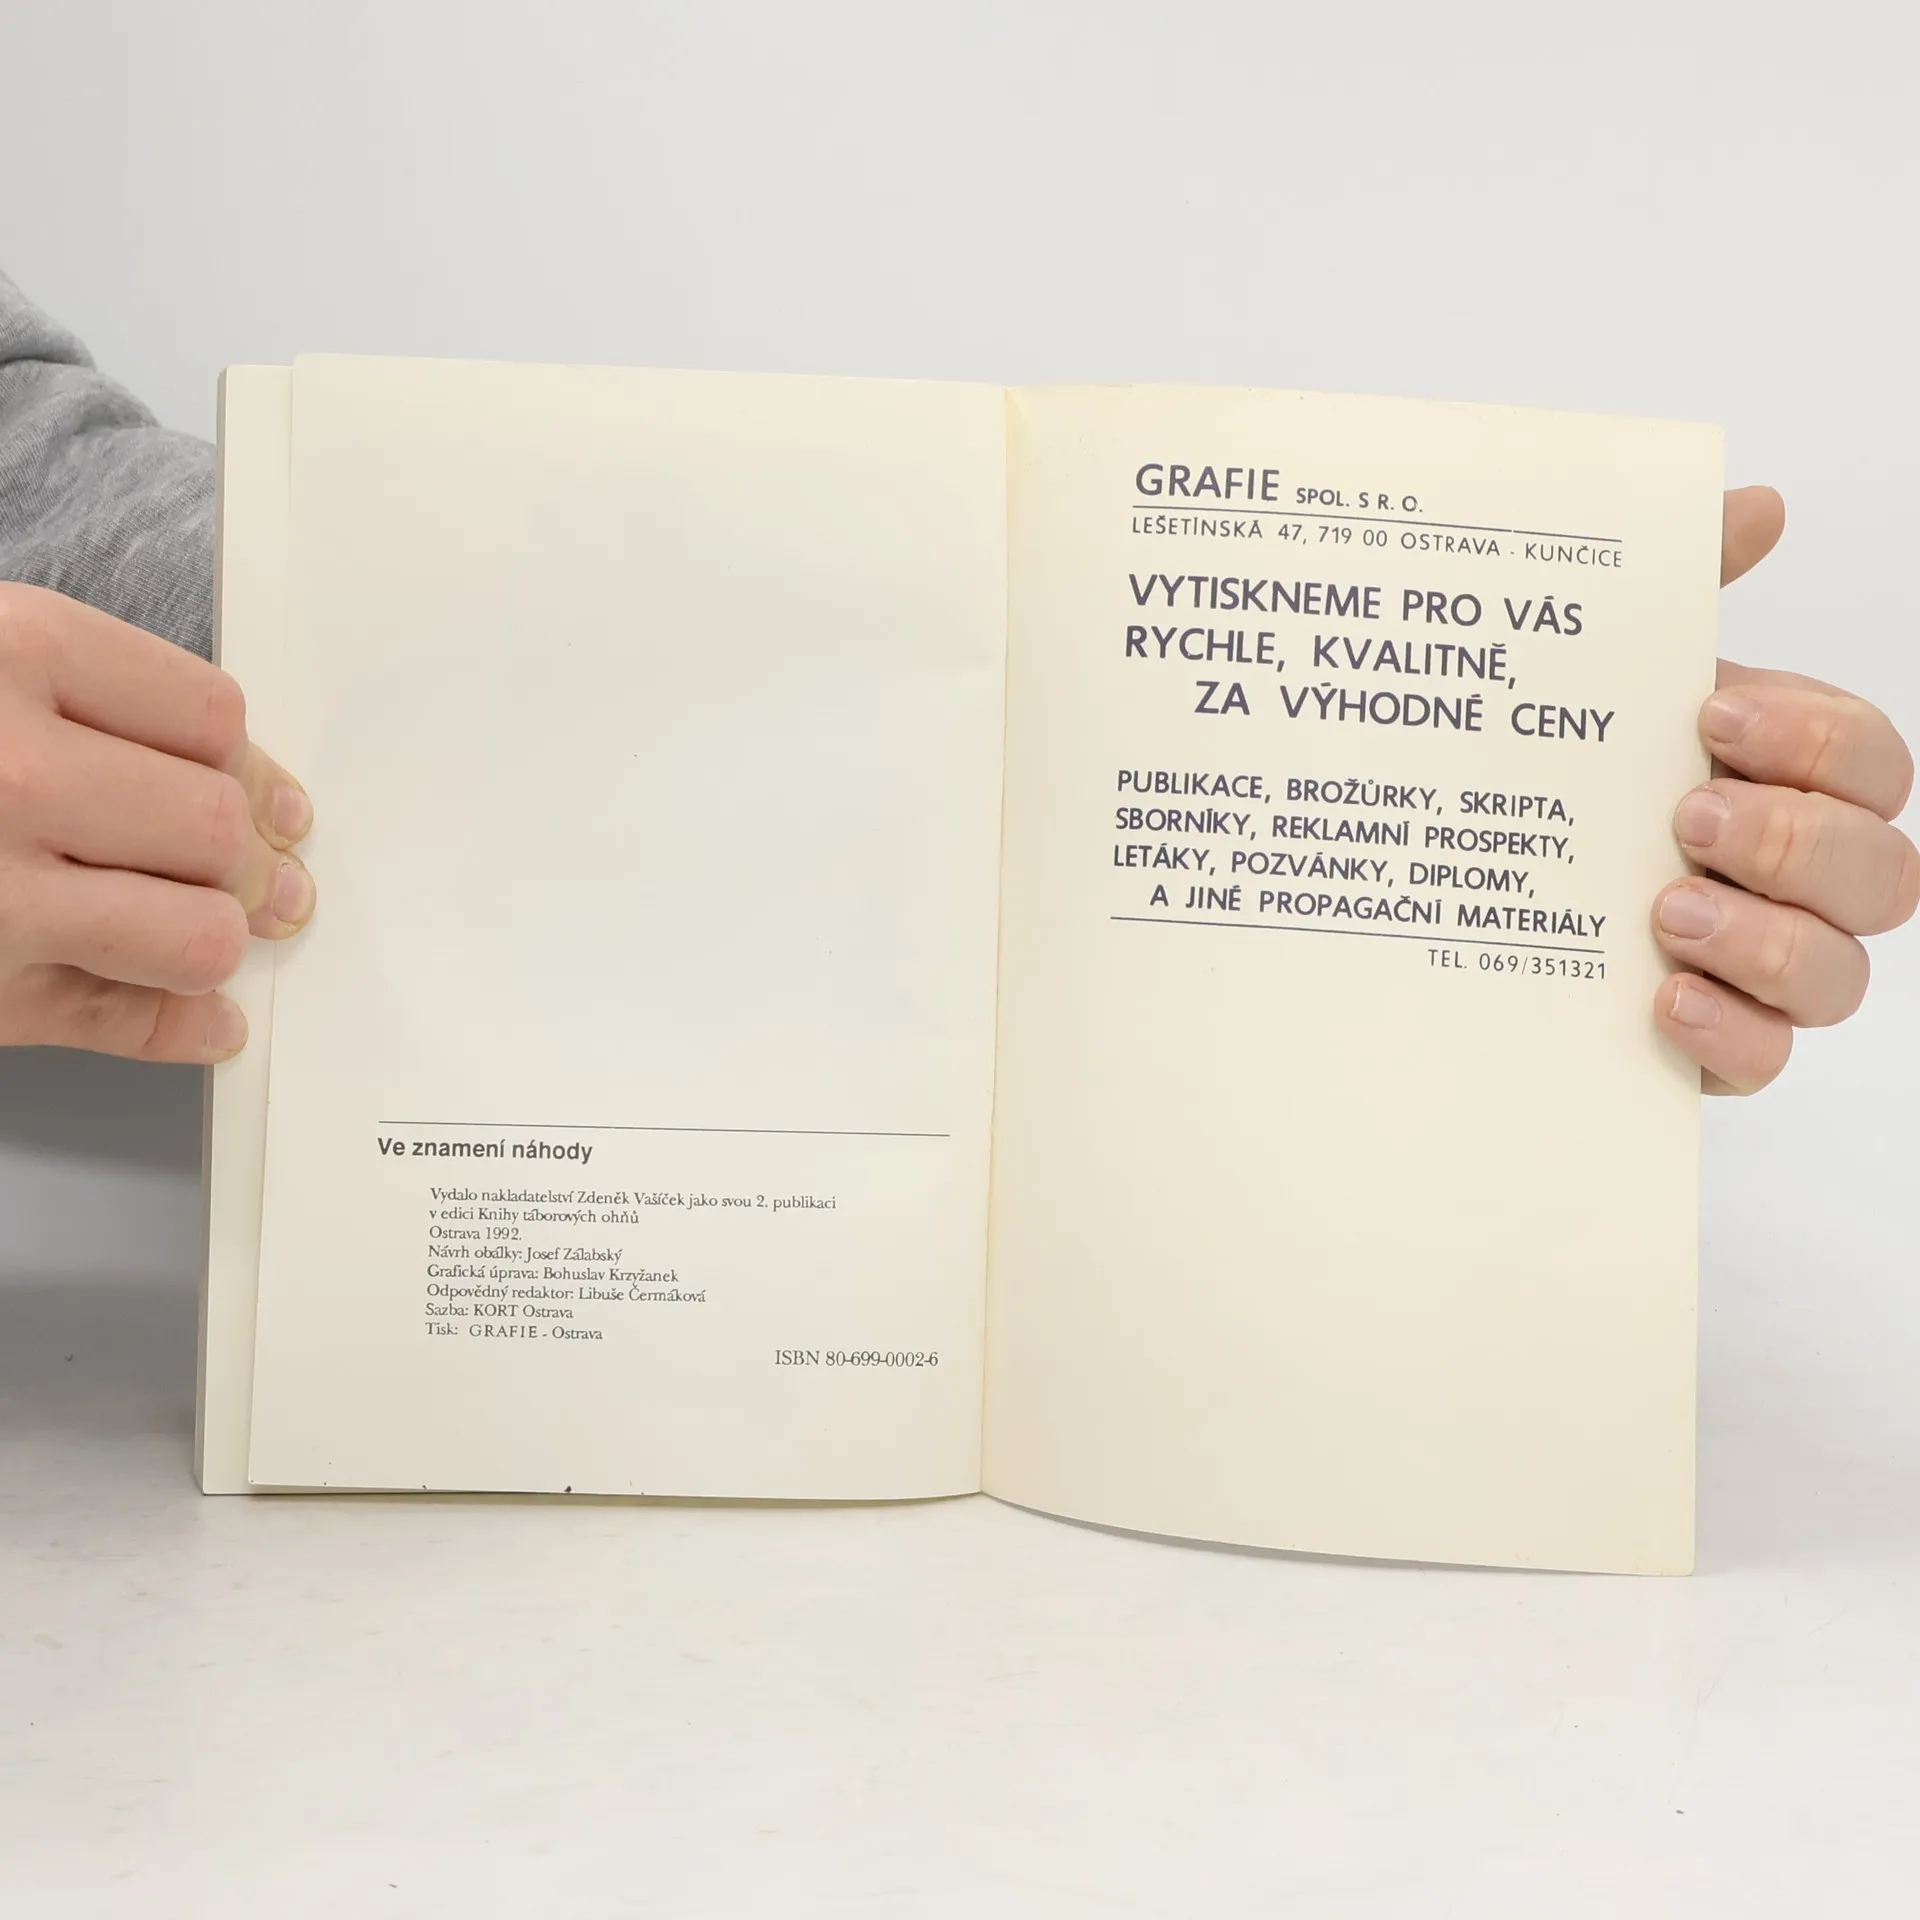 Ve znamení náhody
Vydalo nakladatelství Zdeněk Vašíček jako svou 2. publikaci
v edici Knihy táborových ohňů
Ostrava 1992.
Návrh obálky: Josef Zálabský
Grafická úprava: Bohuslav Krzyžanek
Odpovědný redaktor: Libuše Čermáková
Sazba: KORT Ostrava
Tisk: GRAFIE - Ostrava
ISBN 80-699-0002-6
GRAFIE SPOL. S R. O.
LEŠETÍNSKÁ 47, 719 00 OSTRAVA - KUNČICE
VYTISKNEME PRO VÁS
RYCHLE, KVALITNĚ,
ZA VÝHODNÉ CENY
PUBLIKACE, BROŽŮRKY, SKRIPTA,
SBORNÍKY, REKLAMNÍ PROSPEKTY,
LETÁKY, POZVÁNKY, DIPLOMY,
A JINÉ PROPAGAČNÍ MATERIÁLY
TEL. 069/351321